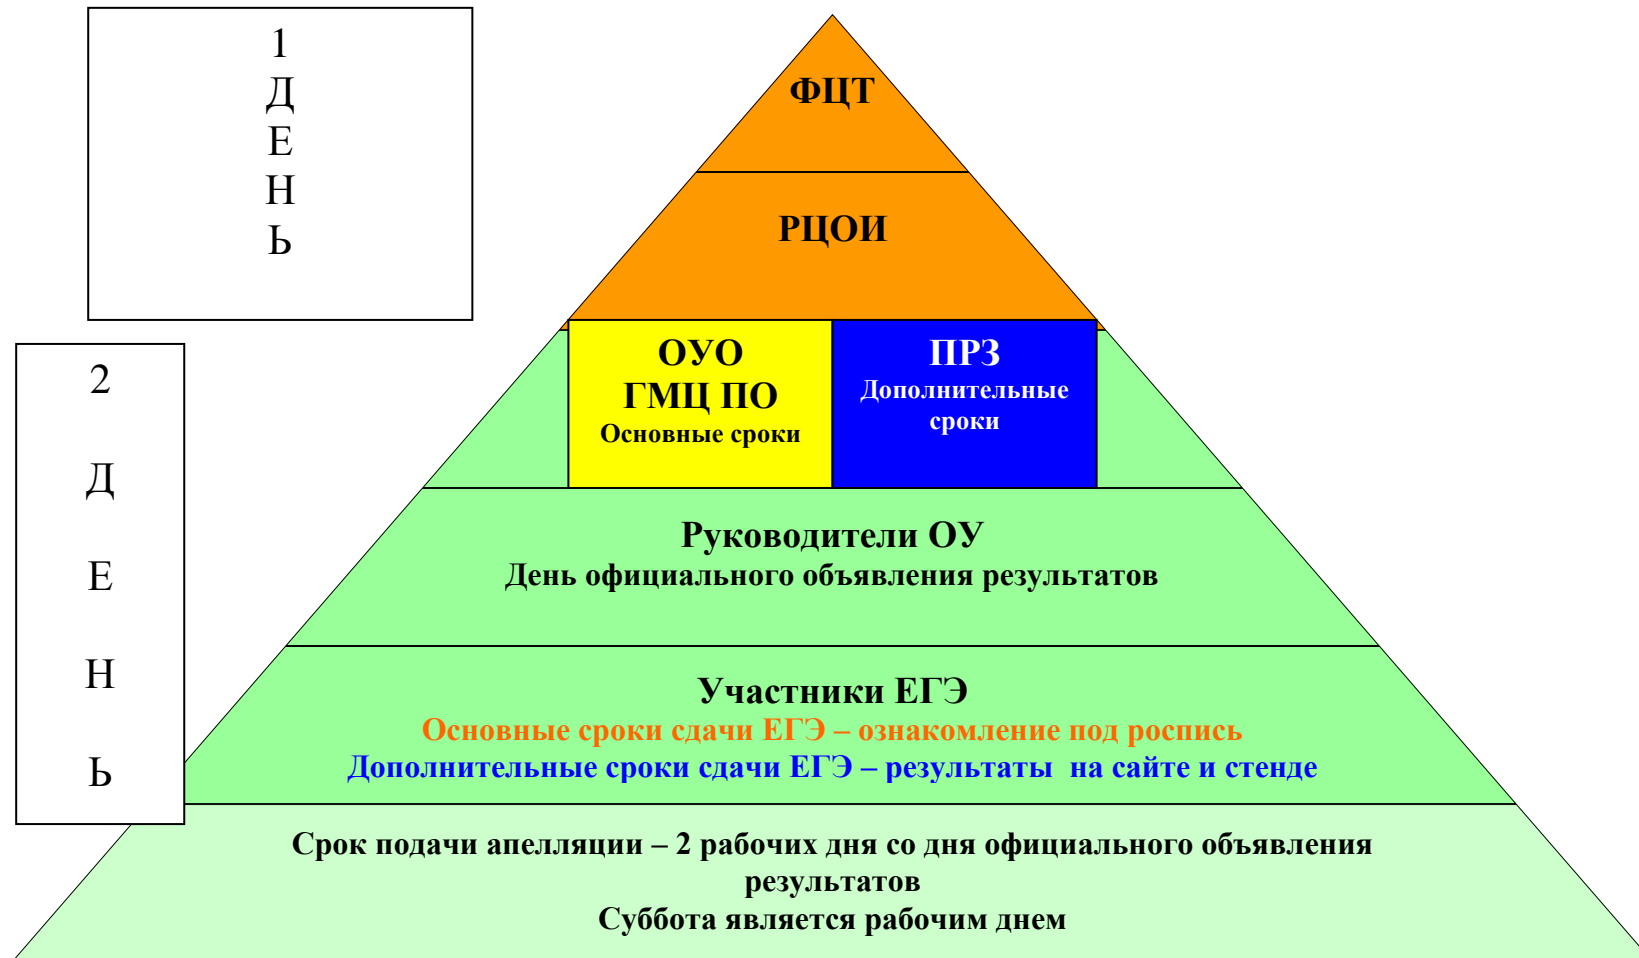 1
Д
Е
Н
Ь
ФЦТ
РЦОИ
ОУО
ГМЦ ПО
Основные сроки
ПРЗ
Дополнительные
сроки
2
Д
Е
Н
Ь
Руководители ОУ
День официального объявления результатов
Участники ЕГЭ
Основные сроки сдачи ЕГЭ – ознакомление под роспись
Дополнительные сроки сдачи ЕГЭ – результаты  на сайте и стенде
Срок подачи апелляции – 2 рабочих дня со дня официального объявления
результатов
Суббота является рабочим днем